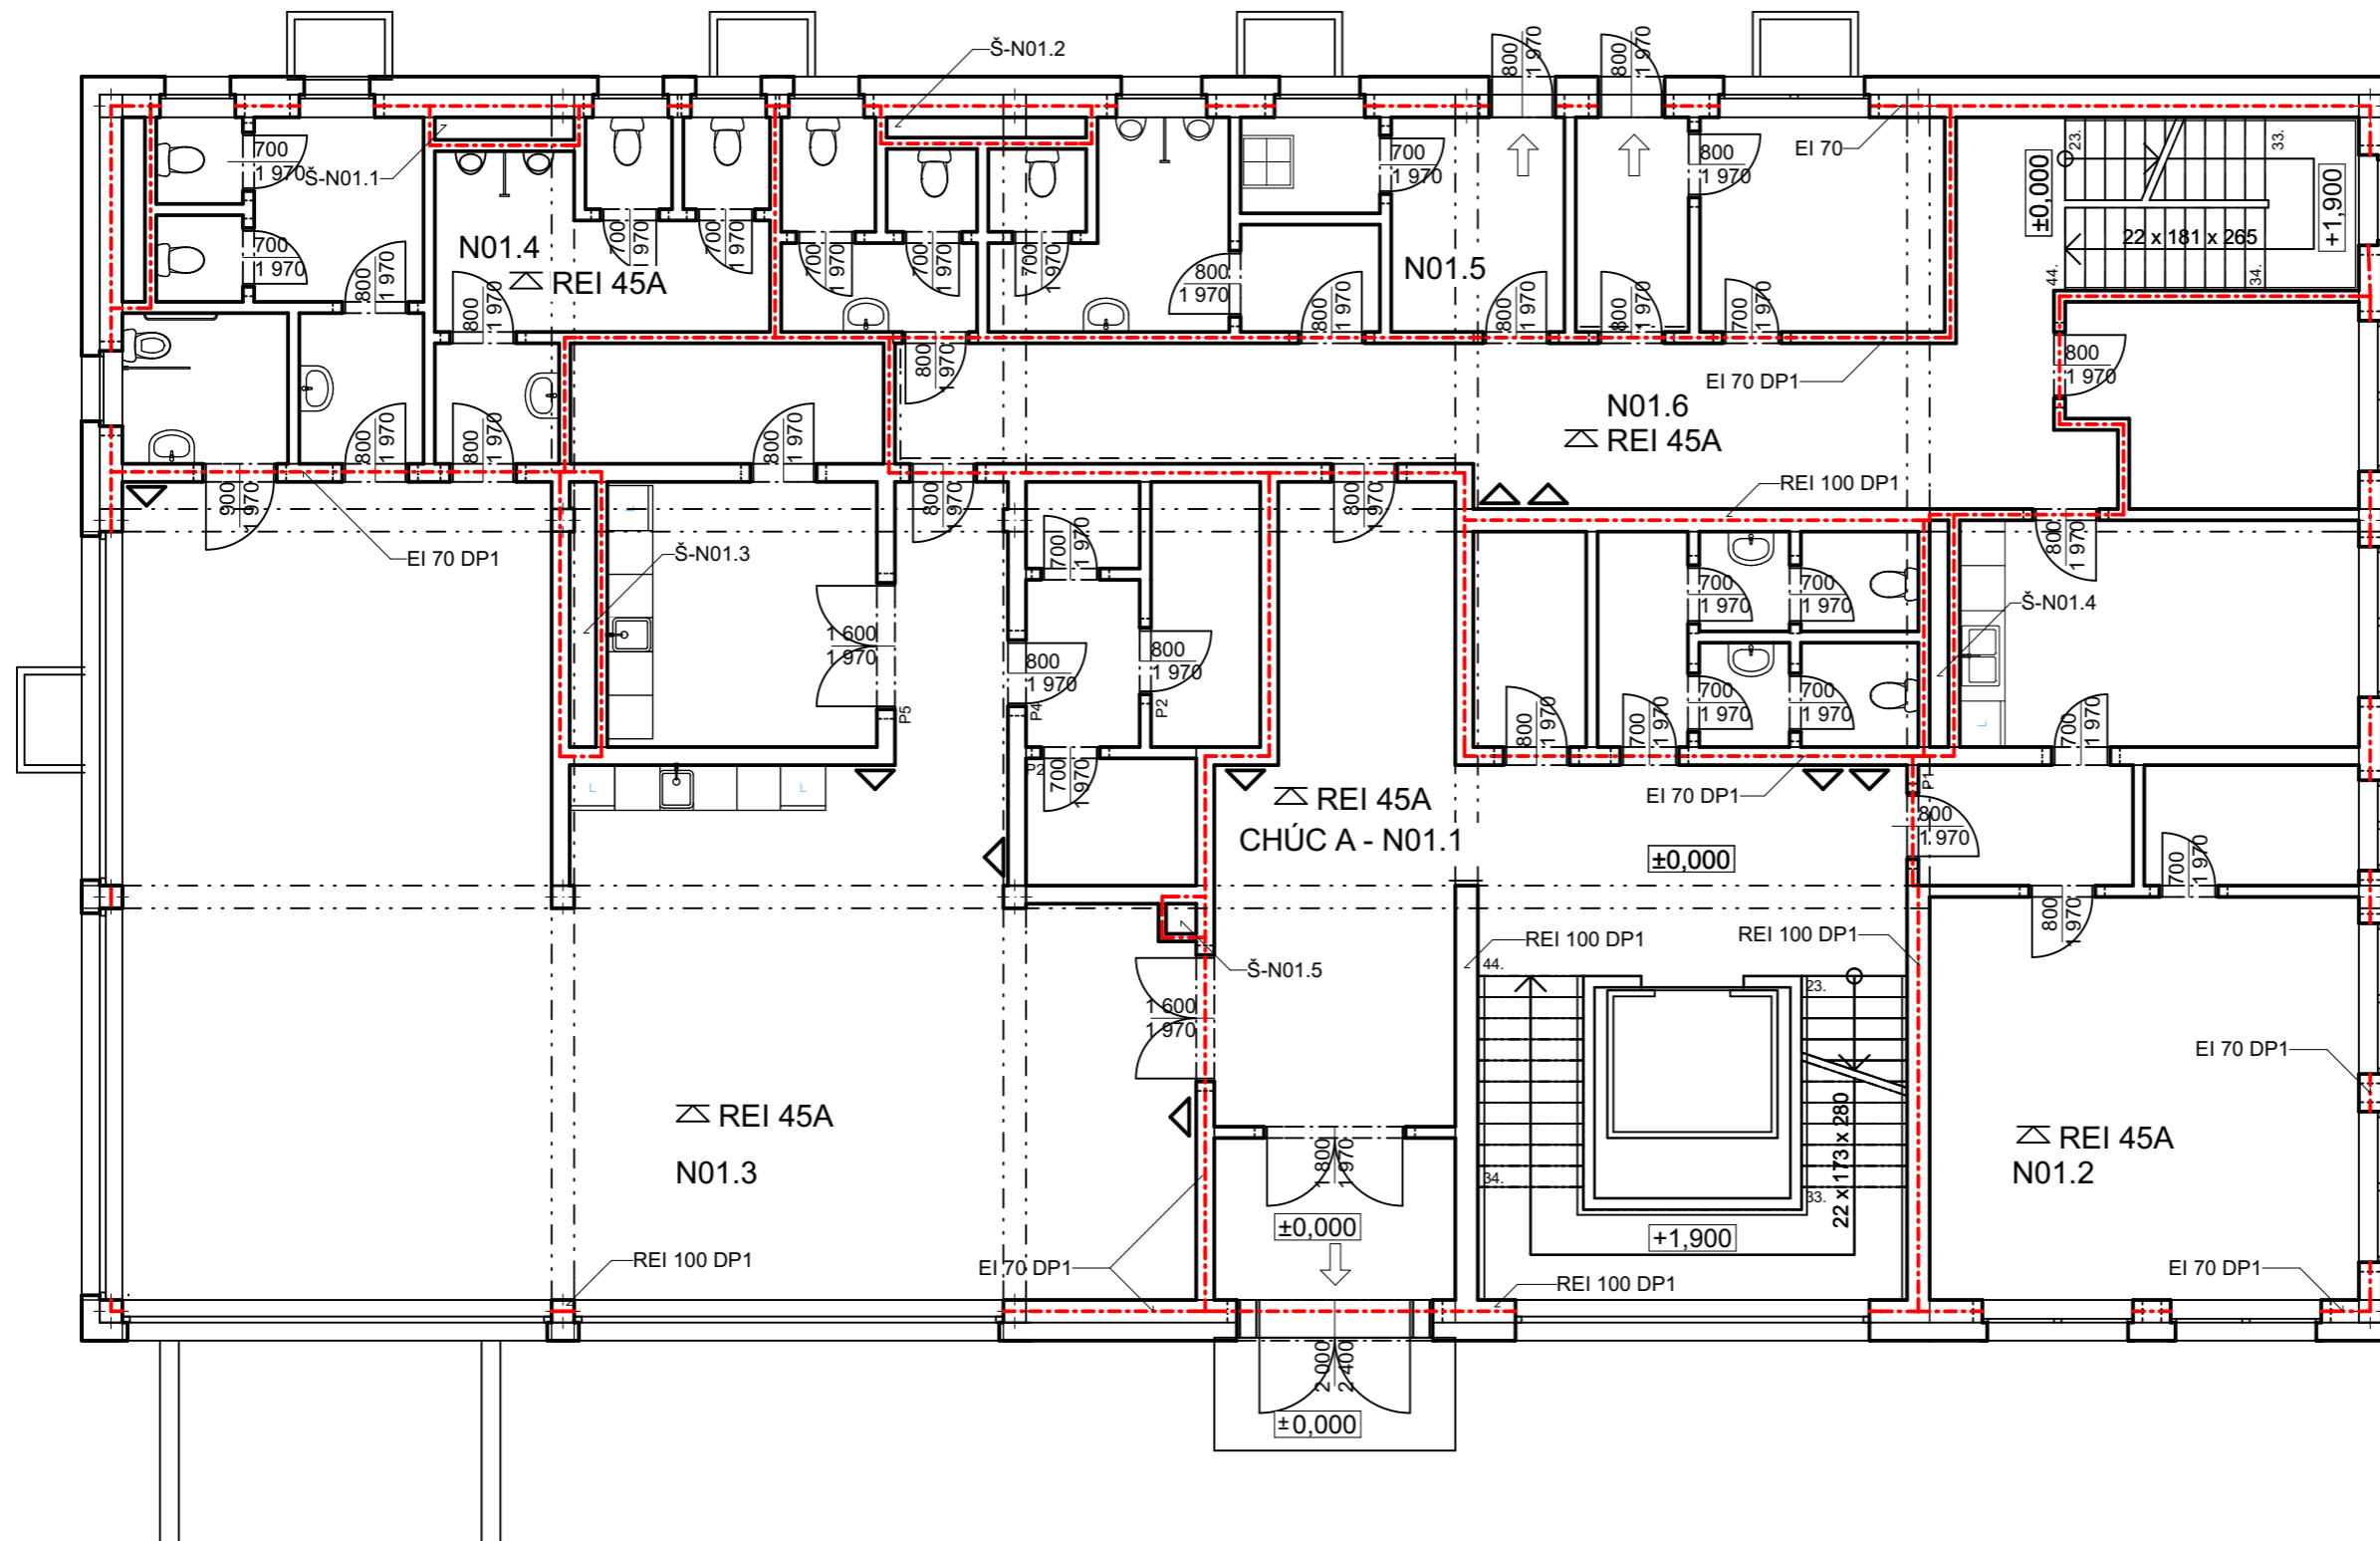 Š-N01.2
800
1 970
800
1 970
700
1 970
Š-N01.1
700
1 970
800
1 970
N01.4
REI 45A
800
1 970
700
1 970
700
1 970
700
1 970
700
1 970
700
1 970
800
1 970
700
1 970
N01.5
800
1 970
800
1 970
800
1 970
800
1 970
700
1 970
EI 70
±0,000
23.
33.
+1,900
22 x 181 x 265
44.
34.
800
1 970
EI 70 DP1
800
1 970
N01.6
REI 45A
800
1 970
800
1 970
800
1 970
900
1 970
EI 70 DP1
800
1 970
800
1 970
REI 100 DP1
Š-N01.3
L
1 600
1 970
P5
700
1 970
800
1 970
P4
800
1 970
P2
P2
700
1 970
L
L
700
1 970
700
1 970
700
1 970
700
1 970
800
1 970
700
1 970
800
1 970
Š-N01.4
L
700
1 970
EI 70 DP1
P1
800
1 970
700
1 970
800
1 970
REI 45A
CHÚC A - N01.1
±0,000
REI 100 DP1
REI 100 DP1
Š-N01.5
44.
23.
1 600
1 970
34.
33.
22 x 173 x 280
+1,900
EI 70 DP1
REI 45A
N01.3
REI 45A
N01.2
1 800
1 970
±0,000
REI 100 DP1
EI 70 DP1
REI 100 DP1
EI 70 DP1
2 000
2 400
±0,000